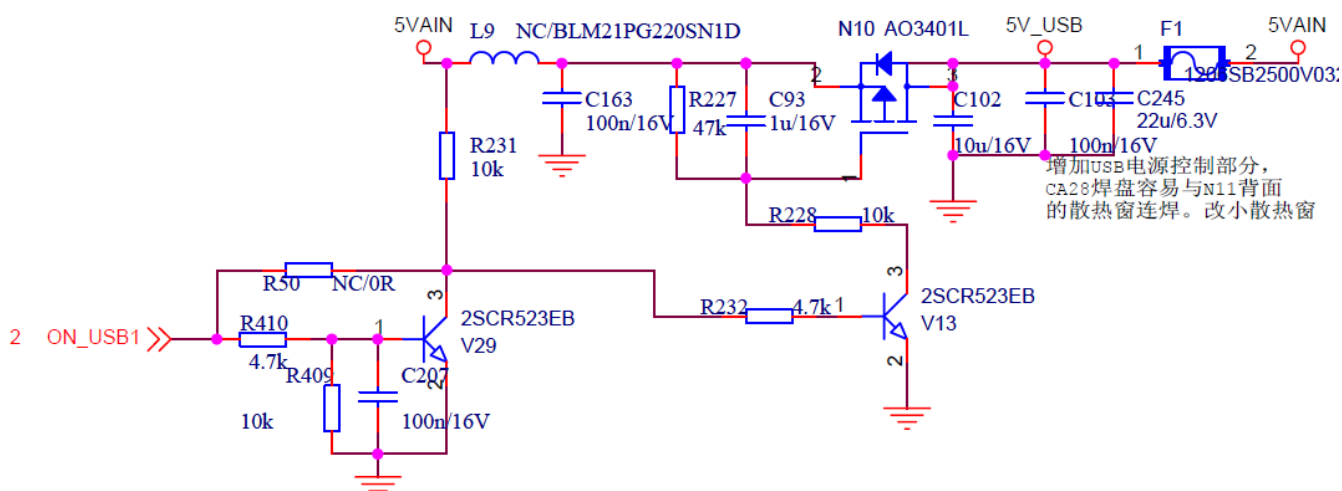 5VAIN
L9 NC/BLM21PG220SN1D
N10 AO3401L
5V_USB
F1
5VAIN
1
2
1206SB2500V032
2
3
C163
100n/16V
R227
47k
C93
1u/16V
C102
10u/16V
C103
100n/16V
C245
22u/6.3V
R231
10k
1
增加USB电源控制部分,
CA28焊盘容易与N11背面
的散热窗连焊。改小散热窗
R228
10k
R50
NC/0R
3
3
2 ON_USB1
R410
4.7k
1
2SCR523EB
V29
R232
4.7k
1
2SCR523EB
V13
R409
10k
C207
100n/16V
2
2